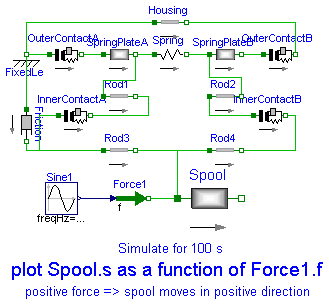 Housing
OuterContactA
SpringPlateA
Spring
SpringPlateB
OuterContactB
FixedLe
Rod1
Rod2
InnerContactA
InnerContactB
Friction
Rod3
Rod4
Sine1
Force1
Spool
f
freqHz=...
Simulate for 100 s
plot Spool.s as a function of Force1.f
positive force => spool moves in positive direction